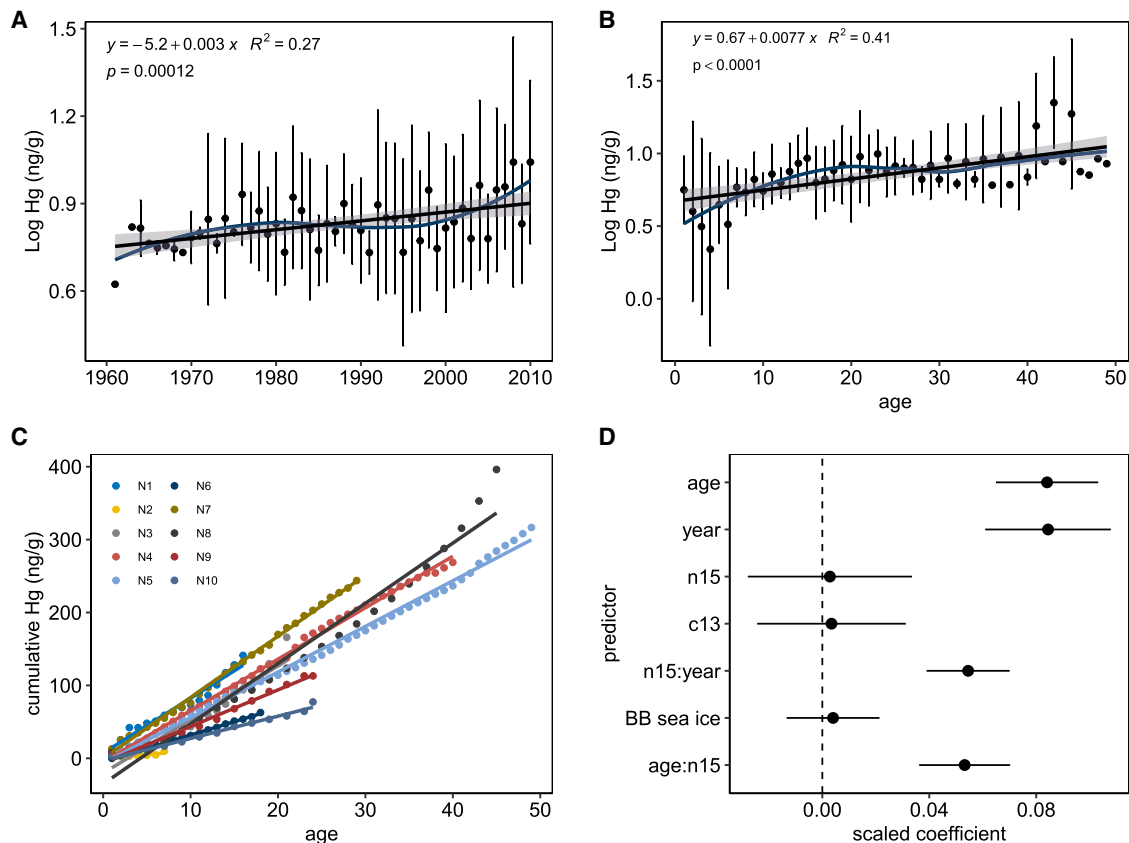 A
y = −5.2 + 0.003 x R² = 0.27
p = 0.00012
Log Hg (ng/g)
1.5
1.2
0.9
0.6
1960 1970 1980 1990 2000 2010
B
y = 0.67 + 0.0077 x R² = 0.41
p < 0.0001
Log Hg (ng/g)
1.5
1.0
0.5
0.0
0 10 20 30 40 50
age
C
N1 N6
N2 N7
N3 N8
N4 N9
N5 N10
cumulative Hg (ng/g)
400
300
200
100
0
0 10 20 30 40 50
age
D
predictor
age
year
n15
c13
n15:year
BB sea ice
age:n15
0.00 0.04 0.08
scaled coefficient